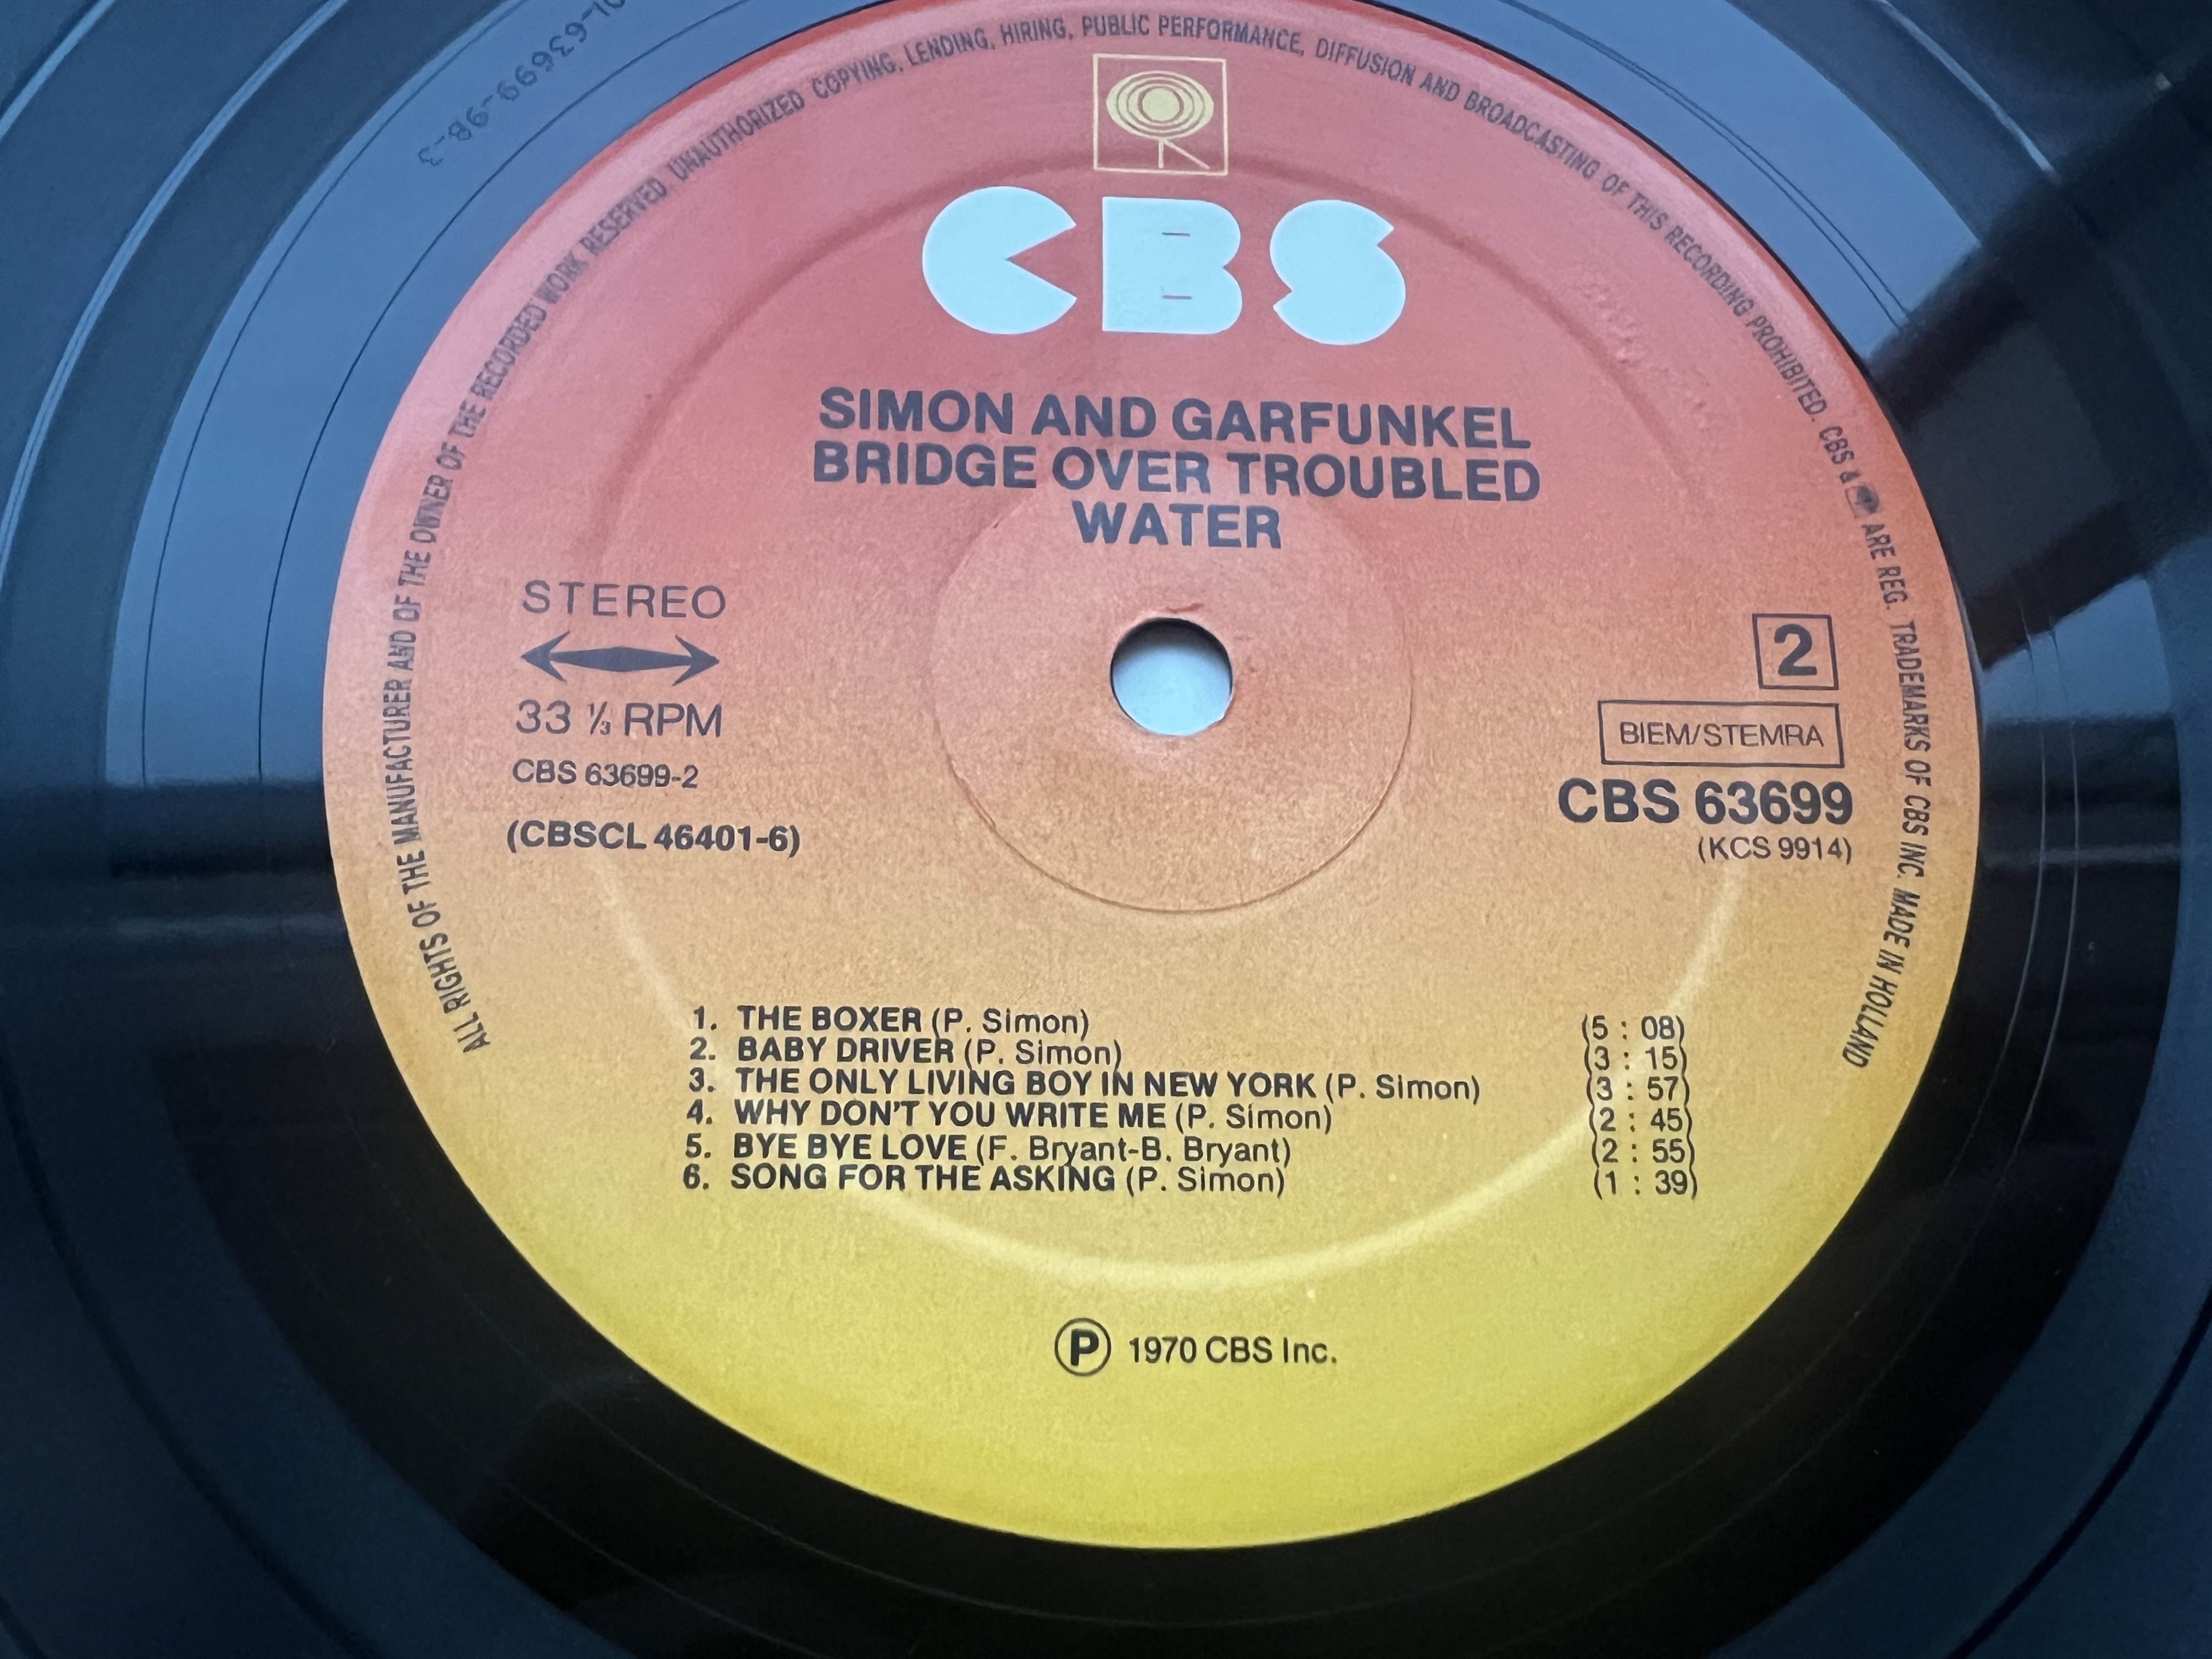 ALL RIGHTS OF THE MANUFACTURER AND OF THE OWNER OF THE RECORDED WORK RESERVED. UNAUTHORIZED COPYING, LENDING, HIRING, PUBLIC PERFORMANCE, DIFFUSION AND BROADCASTING OF THIS RECORDING PROHIBITED. CBS & ARE REG. TRADEMARKS OF CBS INC. MADE IN HOLLAND
CBS
SIMON AND GARFUNKEL
BRIDGE OVER TROUBLED
WATER
STEREO
33 ⅓ RPM
CBS 63699-2
(CBSCL 46401-6)
2
BIEM/STEMRA
CBS 63699
(KCS 9914)
1. THE BOXER (P. Simon) (5 : 08)
2. BABY DRIVER (P. Simon) (3 : 15)
3. THE ONLY LIVING BOY IN NEW YORK (P. Simon) (3 : 57)
4. WHY DON'T YOU WRITE ME (P. Simon) (2 : 45)
5. BYE BYE LOVE (F. Bryant-B. Bryant) (2 : 55)
6. SONG FOR THE ASKING (P. Simon) (1 : 39)
Ⓟ 1970 CBS Inc.